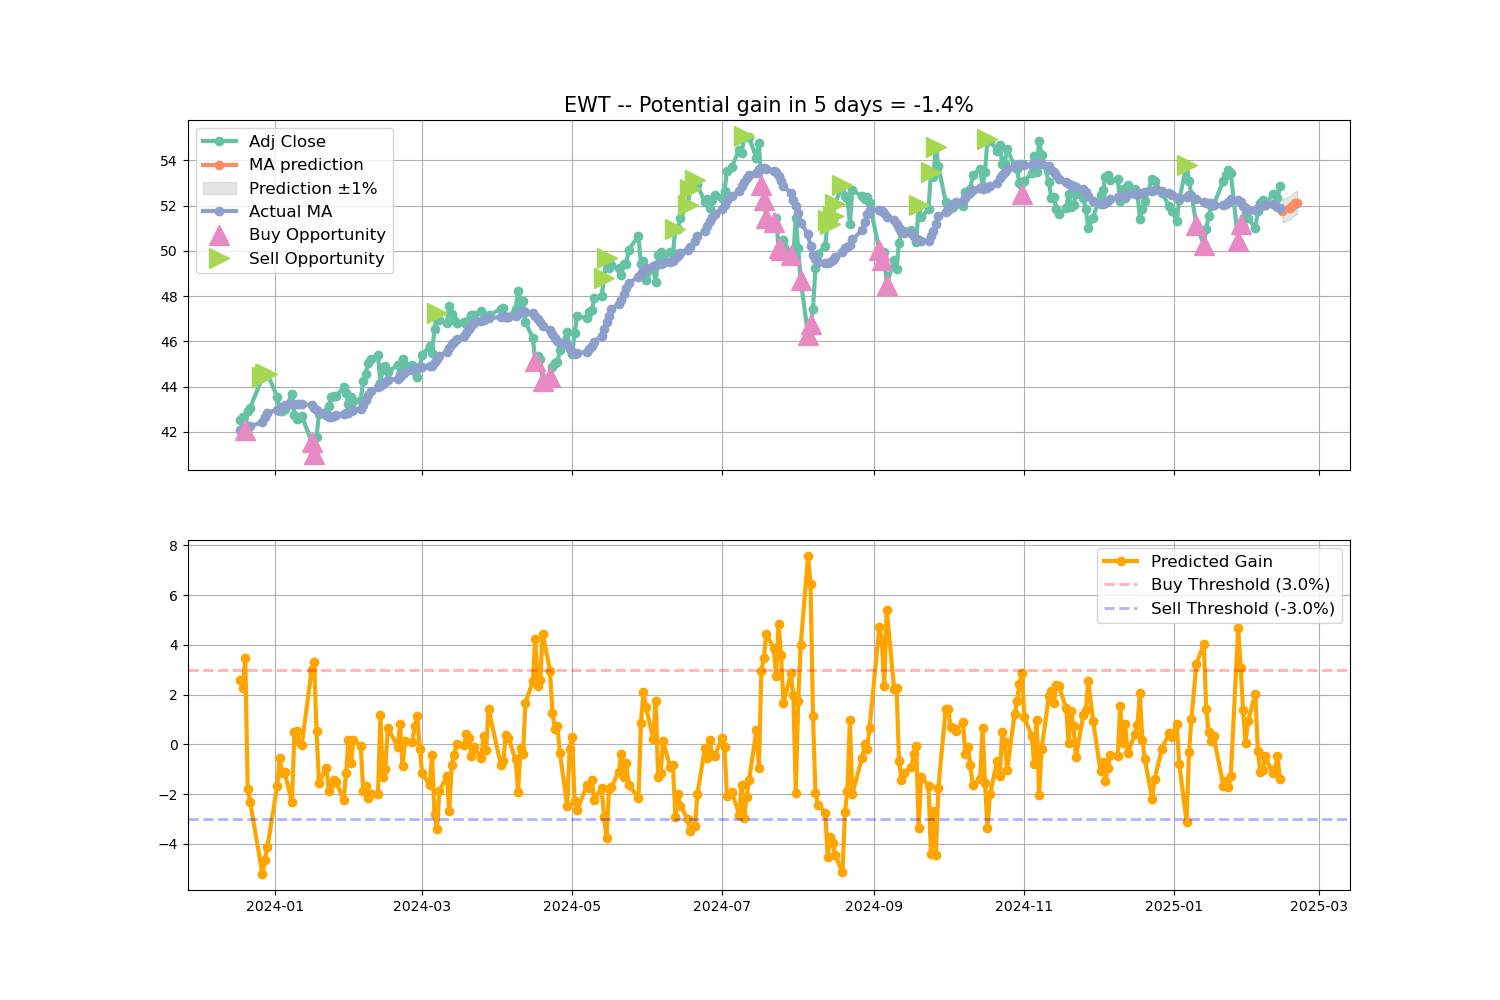 EWT -- Potential gain in 5 days = -1.4%
Adj Close
MA prediction
Prediction ±1%
Actual MA
Buy Opportunity
Sell Opportunity
54
52
50
48
46
44
42
8
6
4
2
0
−2
−4
Predicted Gain
Buy Threshold (3.0%)
Sell Threshold (-3.0%)
2024-01
2024-03
2024-05
2024-07
2024-09
2024-11
2025-01
2025-03